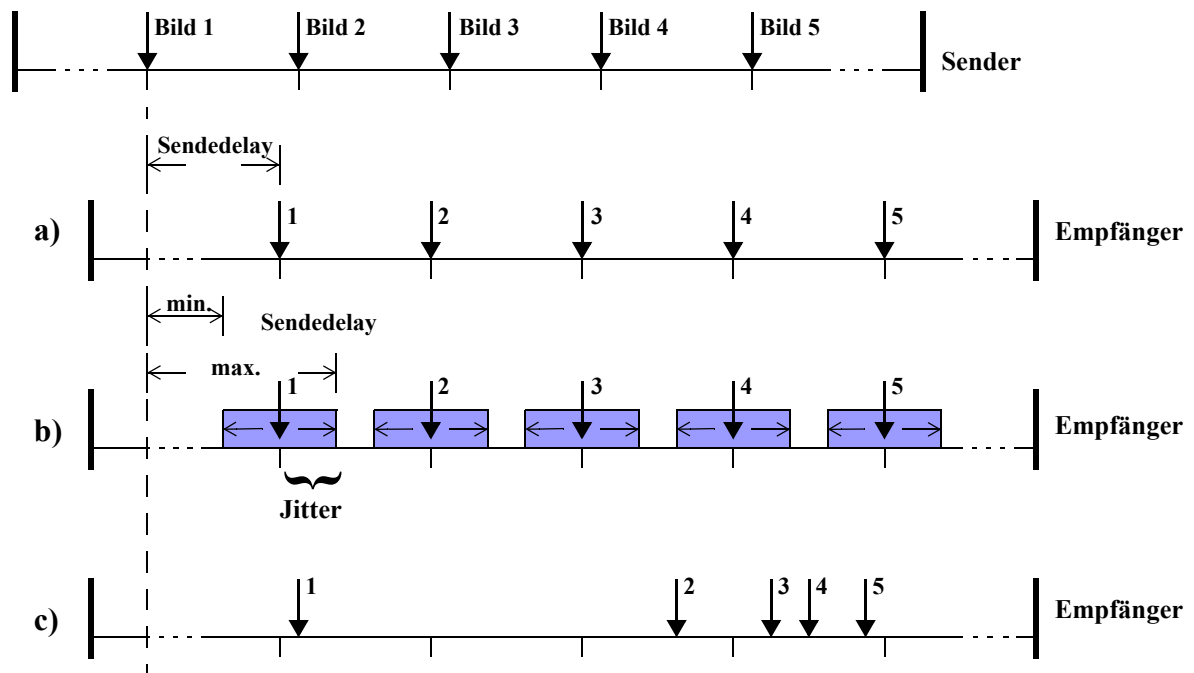 Bild 1 Bild 2 Bild 3 Bild 4 Bild 5
Sender
Sendedelay
a) 1 2 3 4 5 Empfänger
min.
Sendedelay
max.
b) 1 2 3 4 5 Empfänger
Jitter
c) 1 2 3 4 5 Empfänger